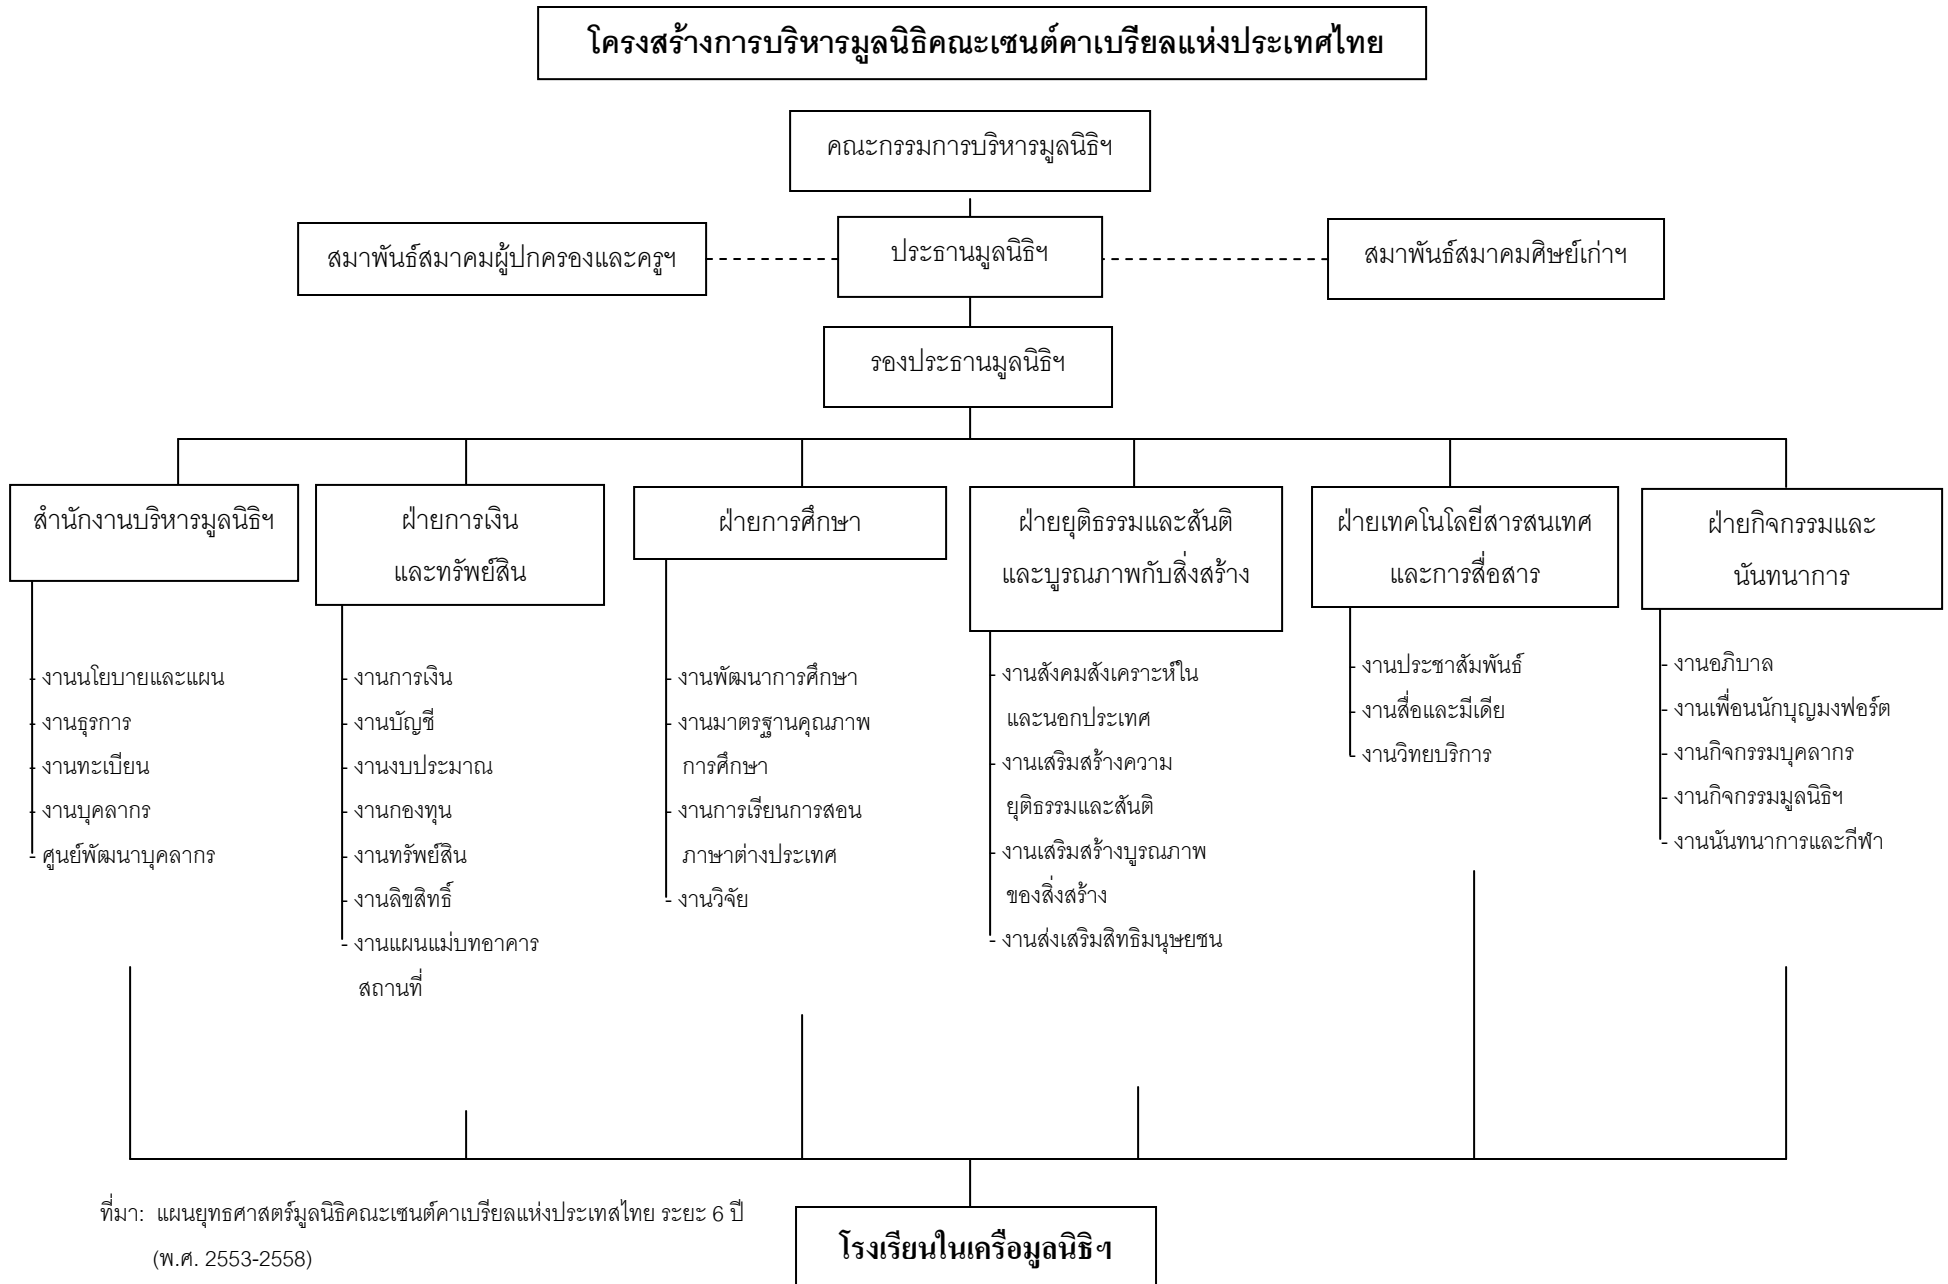 โครงสร้างการบริหารมูลนิธิคณะเซนต์คาเบรียลแห่งประเทศไทย
คณะกรรมการบริหารมูลนิธิฯ
สมาพันธ์สมาคมผู้ปกครองและครูฯ
ประธานมูลนิธิฯ
สมาพันธ์สมาคมศิษย์เก่าฯ
รองประธานมูลนิธิฯ
สำนักงานบริหารมูลนิธิฯ
- งานนโยบายและแผน
- งานธุรการ
- งานทะเบียน
- งานบุคลากร
- ศูนย์พัฒนาบุคลากร
ฝ่ายการเงิน
และทรัพย์สิน
- งานการเงิน
- งานบัญชี
- งานงบประมาณ
- งานกองทุน
- งานทรัพย์สิน
- งานลิขสิทธิ์
- งานแผนแม่บทอาคาร
สถานที่
ฝ่ายการศึกษา
- งานพัฒนาการศึกษา
- งานมาตรฐานคุณภาพ
การศึกษา
- งานการเรียนการสอน
ภาษาต่างประเทศ
- งานวิจัย
ฝ่ายยุติธรรมและสันติ
และบูรณภาพกับสิ่งสร้าง
- งานสังคมสังเคราะห์ใน
และนอกประเทศ
- งานเสริมสร้างความ
ยุติธรรมและสันติ
- งานเสริมสร้างบูรณภาพ
ของสิ่งสร้าง
- งานส่งเสริมสิทธิมนุษยชน
ฝ่ายเทคโนโลยีสารสนเทศ
และการสื่อสาร
- งานประชาสัมพันธ์
- งานสื่อและมีเดีย
- งานวิทยบริการ
ฝ่ายกิจกรรมและ
นันทนาการ
- งานอภิบาล
- งานเพื่อนนักบุญมงฟอร์ต
- งานกิจกรรมบุคลากร
- งานกิจกรรมมูลนิธิฯ
- งานนันทนาการและกีฬา
ที่มา: แผนยุทธศาสตร์มูลนิธิคณะเซนต์คาเบรียลแห่งประเทสไทย ระยะ 6 ปี
(พ.ศ. 2553-2558)
โรงเรียนในเครือมูลนิธิฯ